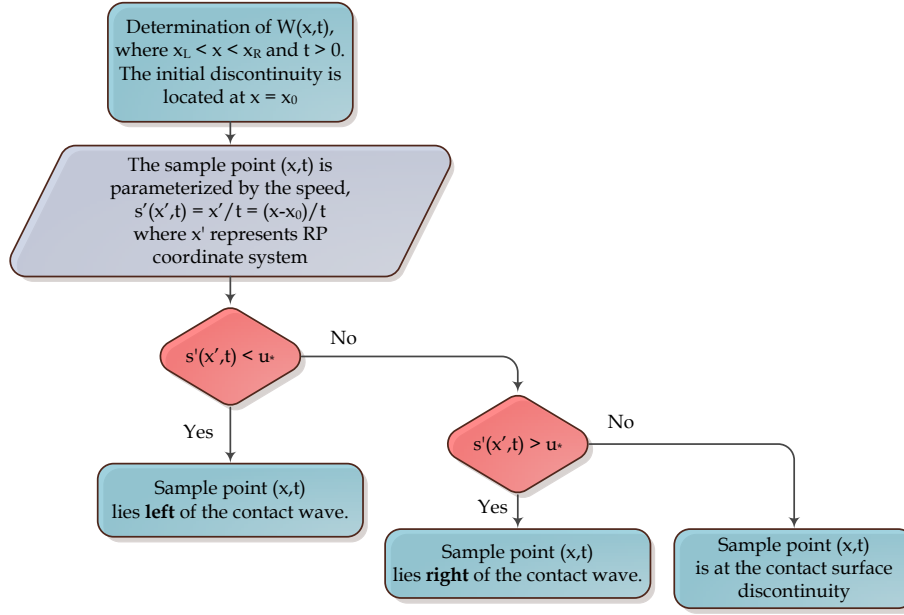 Determination of W(x,t),
where x_L < x < x_R and t > 0.
The initial discontinuity is
located at x = x₀
The sample point (x,t) is
parameterized by the speed,
s'(x',t) = x'/t = (x-x₀)/t
where x' represents RP
coordinate system
s'(x',t) < u*
No
Yes
s'(x',t) > u*
No
Sample point (x,t)
lies left of the contact wave.
Yes
Sample point (x,t)
lies right of the contact wave.
Sample point (x,t)
is at the contact surface
discontinuity